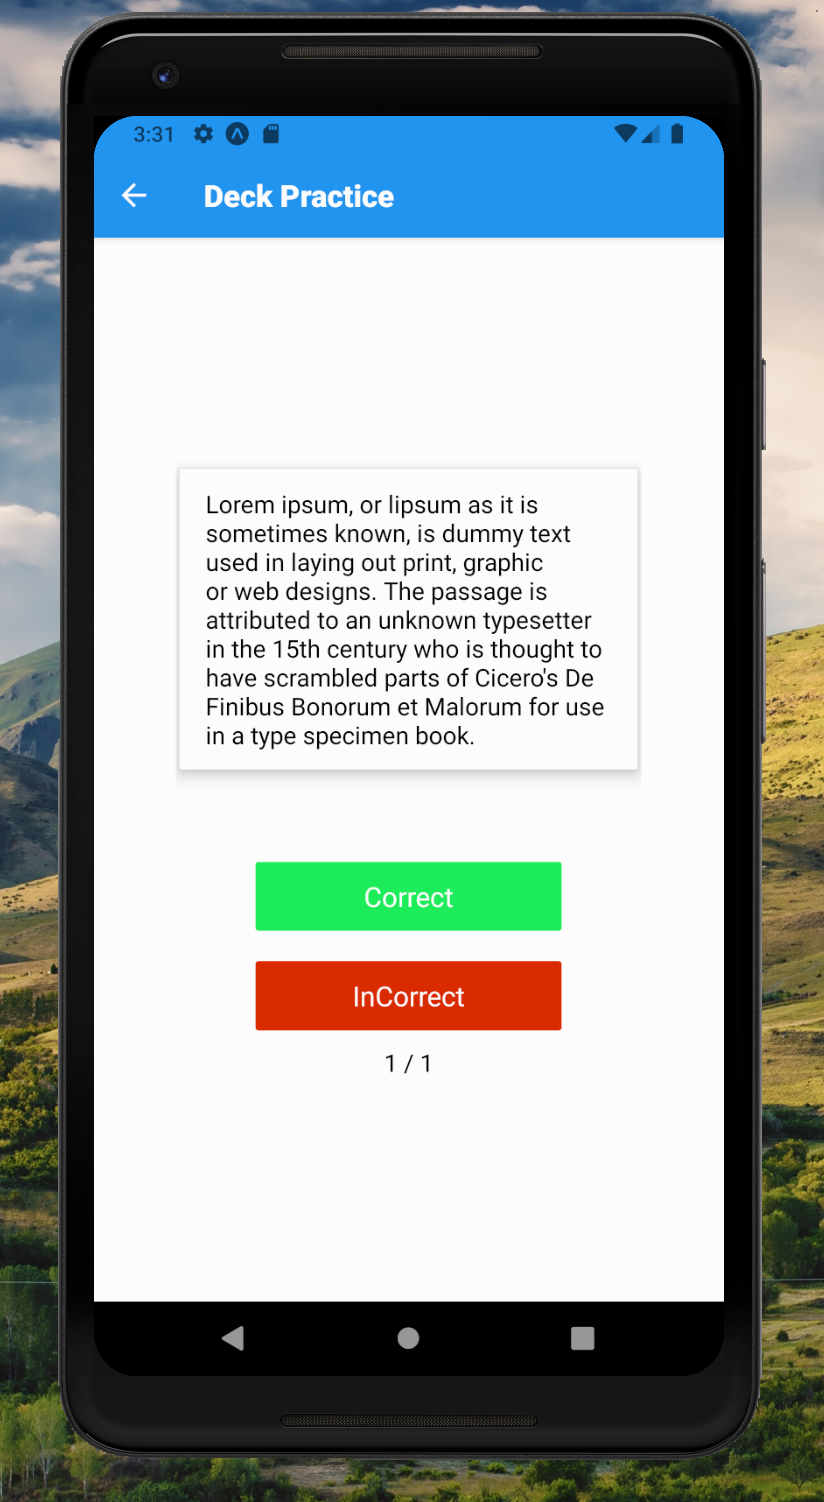 3:31
Deck Practice
Lorem ipsum, or lipsum as it is
sometimes known, is dummy text
used in laying out print, graphic
or web designs. The passage is
attributed to an unknown typesetter
in the 15th century who is thought to
have scrambled parts of Cicero's De
Finibus Bonorum et Malorum for use
in a type specimen book.
Correct
InCorrect
1 / 1